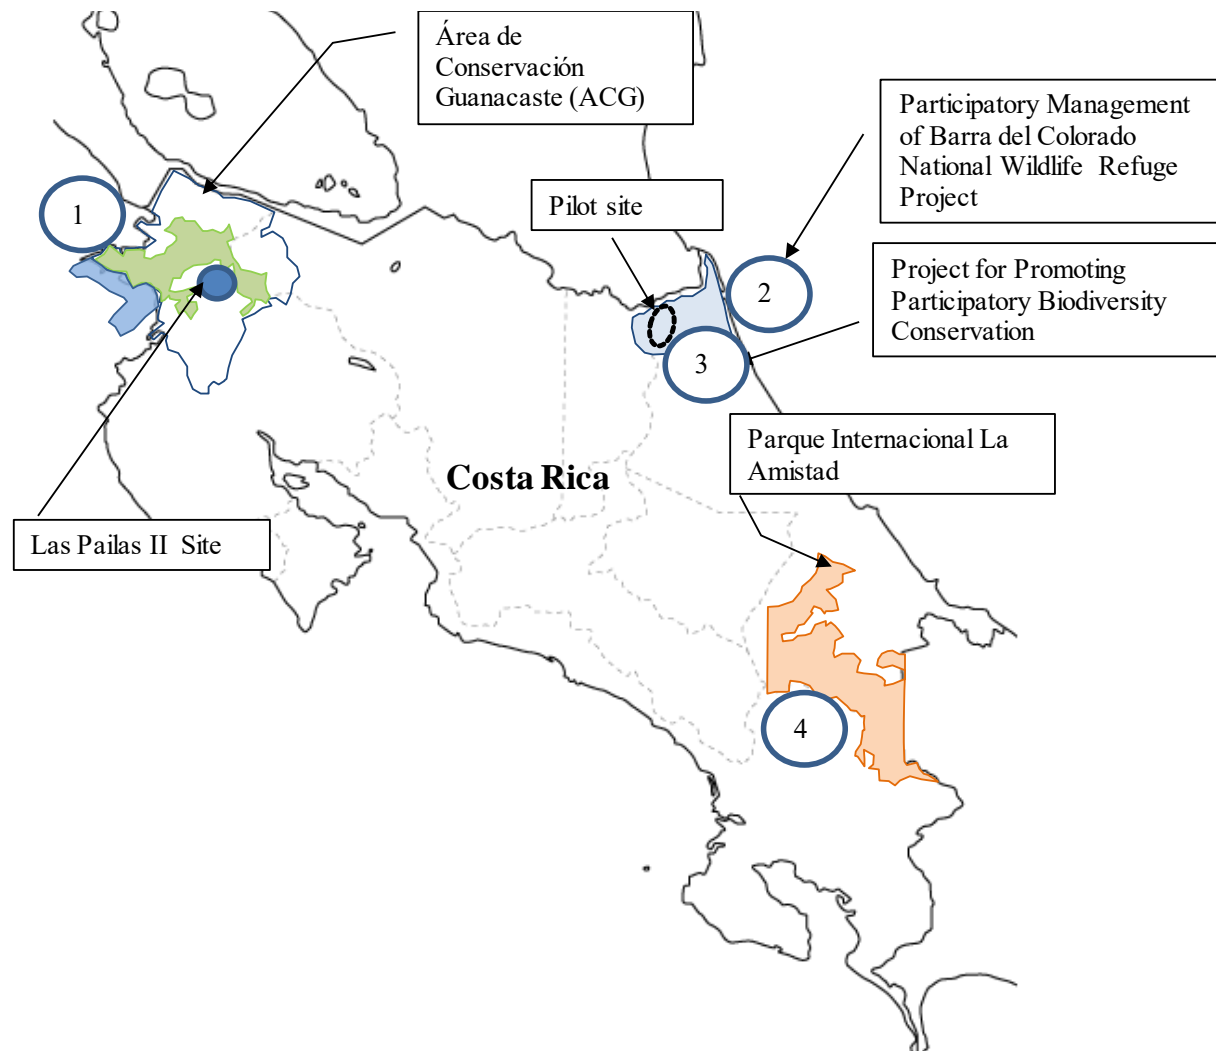 Área de
Conservación
Guanacaste (ACG)
Participatory Management
of Barra del Colorado
National Wildlife Refuge
Project
1
Pilot site
2
Project for Promoting
Participatory Biodiversity
Conservation
3
Parque Internacional La
Amistad
Costa Rica
Las Pailas II Site
4